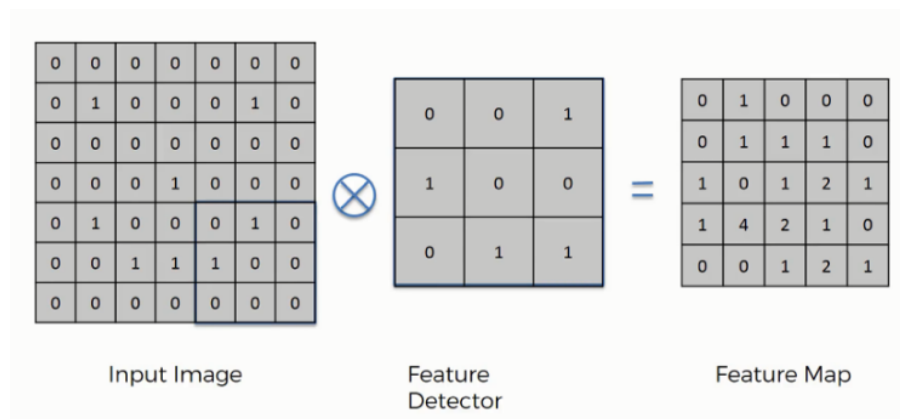 0 0 0 0 0 0 0
0 1 0 0 0 1 0
0 0 0 0 0 0 0
0 0 0 1 0 0 0
0 1 0 0 0 1 0
0 0 1 1 1 0 0
0 0 0 0 0 0 0
Input Image
⊗
0 0 1
1 0 0
0 1 1
Feature
Detector
=
0 1 0 0 0
0 1 1 1 0
1 0 1 2 1
1 4 2 1 0
0 0 1 2 1
Feature Map